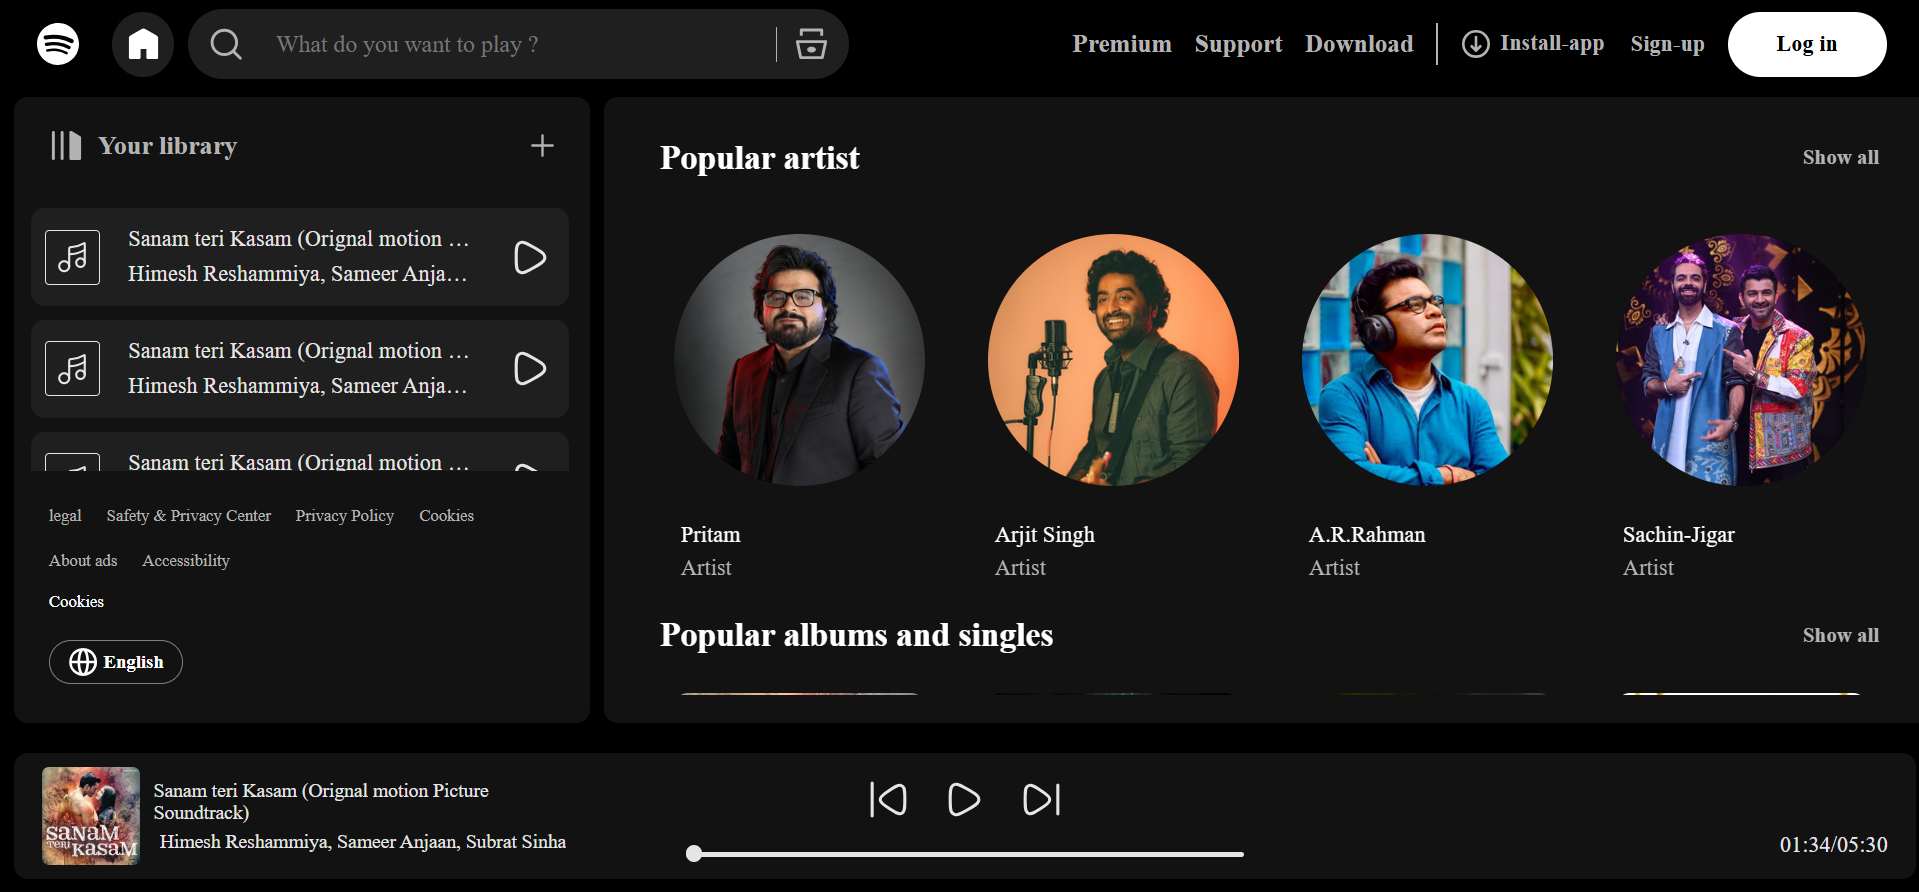 What do you want to play ?
Premium Support Download Install-app Sign-up Log in
Your library
Sanam teri Kasam (Orignal motion …
Himesh Reshammiya, Sameer Anja…
Sanam teri Kasam (Orignal motion …
Himesh Reshammiya, Sameer Anja…
Sanam teri Kasam (Orignal motion …
legal Safety & Privacy Center Privacy Policy Cookies
About ads Accessibility
Cookies
English
Popular artist Show all
Pritam
Artist
Arjit Singh
Artist
A.R.Rahman
Artist
Sachin-Jigar
Artist
Popular albums and singles Show all
SANAM
TERI KASAM
Sanam teri Kasam (Orignal motion Picture
Soundtrack)
Himesh Reshammiya, Sameer Anjaan, Subrat Sinha
01:34/05:30